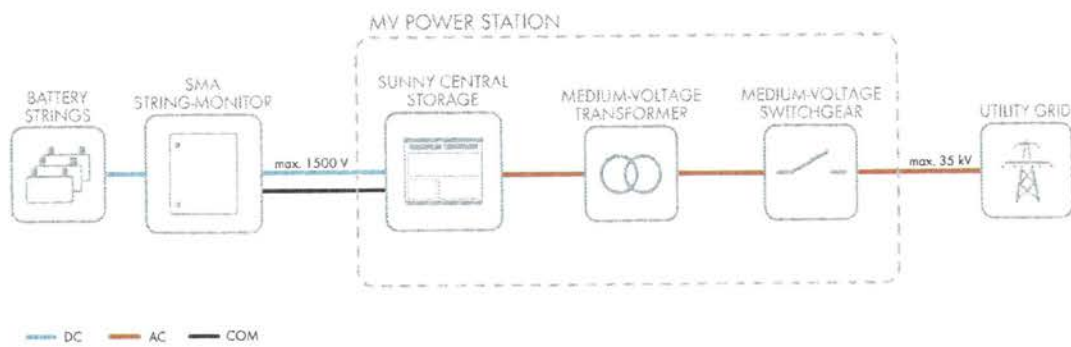 MV POWER STATION
BATTERY
STRINGS
SMA
STRING-MONITOR
max. 1500 V
SUNNY CENTRAL
STORAGE
MEDIUM-VOLTAGE
TRANSFORMER
MEDIUM-VOLTAGE
SWITCHGEAR
max. 35 kV
UTILITY GRID
DC
AC
COM